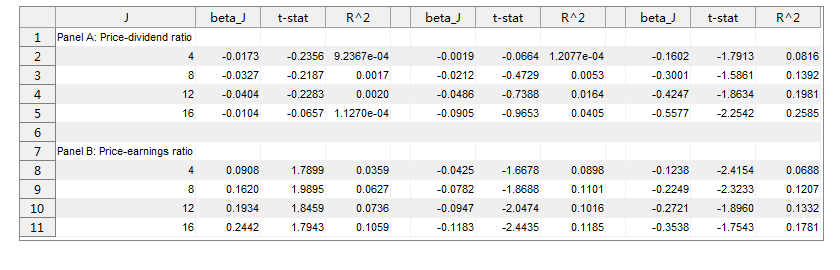 J beta_J t-stat R^2 beta_J t-stat R^2 beta_J t-stat R^2
1 Panel A: Price-dividend ratio
2 4 -0.0173 -0.2356 9.2367e-04 -0.0019 -0.0664 1.2077e-04 -0.1602 -1.7913 0.0816
3 8 -0.0327 -0.2187 0.0017 -0.0212 -0.4729 0.0053 -0.3001 -1.5861 0.1392
4 12 -0.0404 -0.2283 0.0020 -0.0486 -0.7388 0.0164 -0.4247 -1.8634 0.1981
5 16 -0.0104 -0.0657 1.1270e-04 -0.0905 -0.9653 0.0405 -0.5577 -2.2542 0.2585
6
7 Panel B: Price-earnings ratio
8 4 0.0908 1.7899 0.0359 -0.0425 -1.6678 0.0898 -0.1238 -2.4154 0.0688
9 8 0.1620 1.9895 0.0627 -0.0782 -1.8688 0.1101 -0.2249 -2.3233 0.1207
10 12 0.1934 1.8459 0.0736 -0.0947 -2.0474 0.1016 -0.2721 -1.8960 0.1332
11 16 0.2442 1.7943 0.1059 -0.1183 -2.4435 0.1185 -0.3538 -1.7543 0.1781